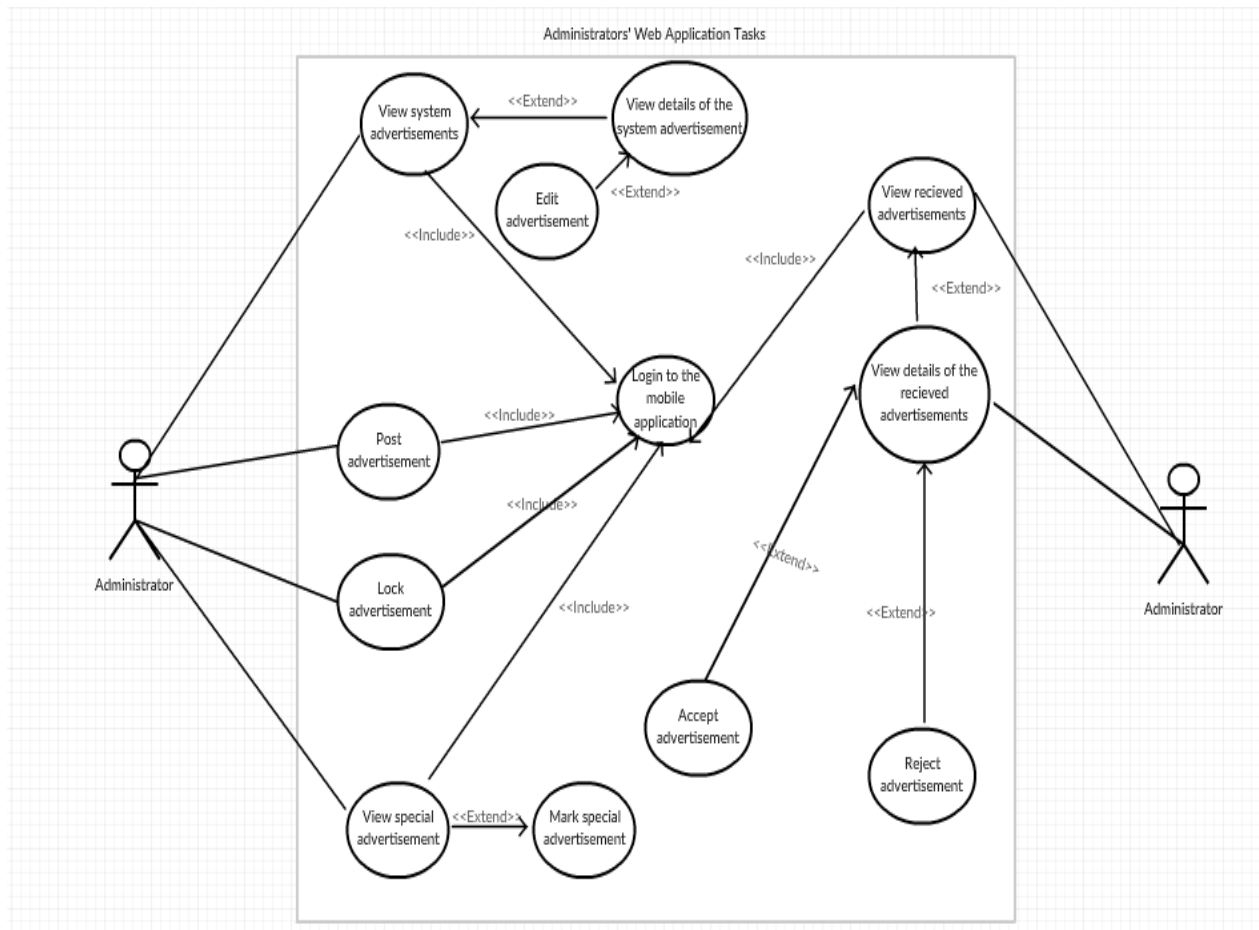 Administrators' Web Application Tasks
View system
advertisements
<<Extend>>
View details of the
system advertisement
Edit
advertisement
<<Extend>>
<<Include>>
View recieved
advertisements
<<Include>>
<<Extend>>
Login to the
mobile
application
View details of the
recieved
advertisements
Post
advertisement
<<Include>>
<<Include>>
Lock
advertisement
<<Include>>
<<Extend>>
<<Extend>>
Administrator
Administrator
Accept
advertisement
Reject
advertisement
View special
advertisement
<<Extend>>
Mark special
advertisement